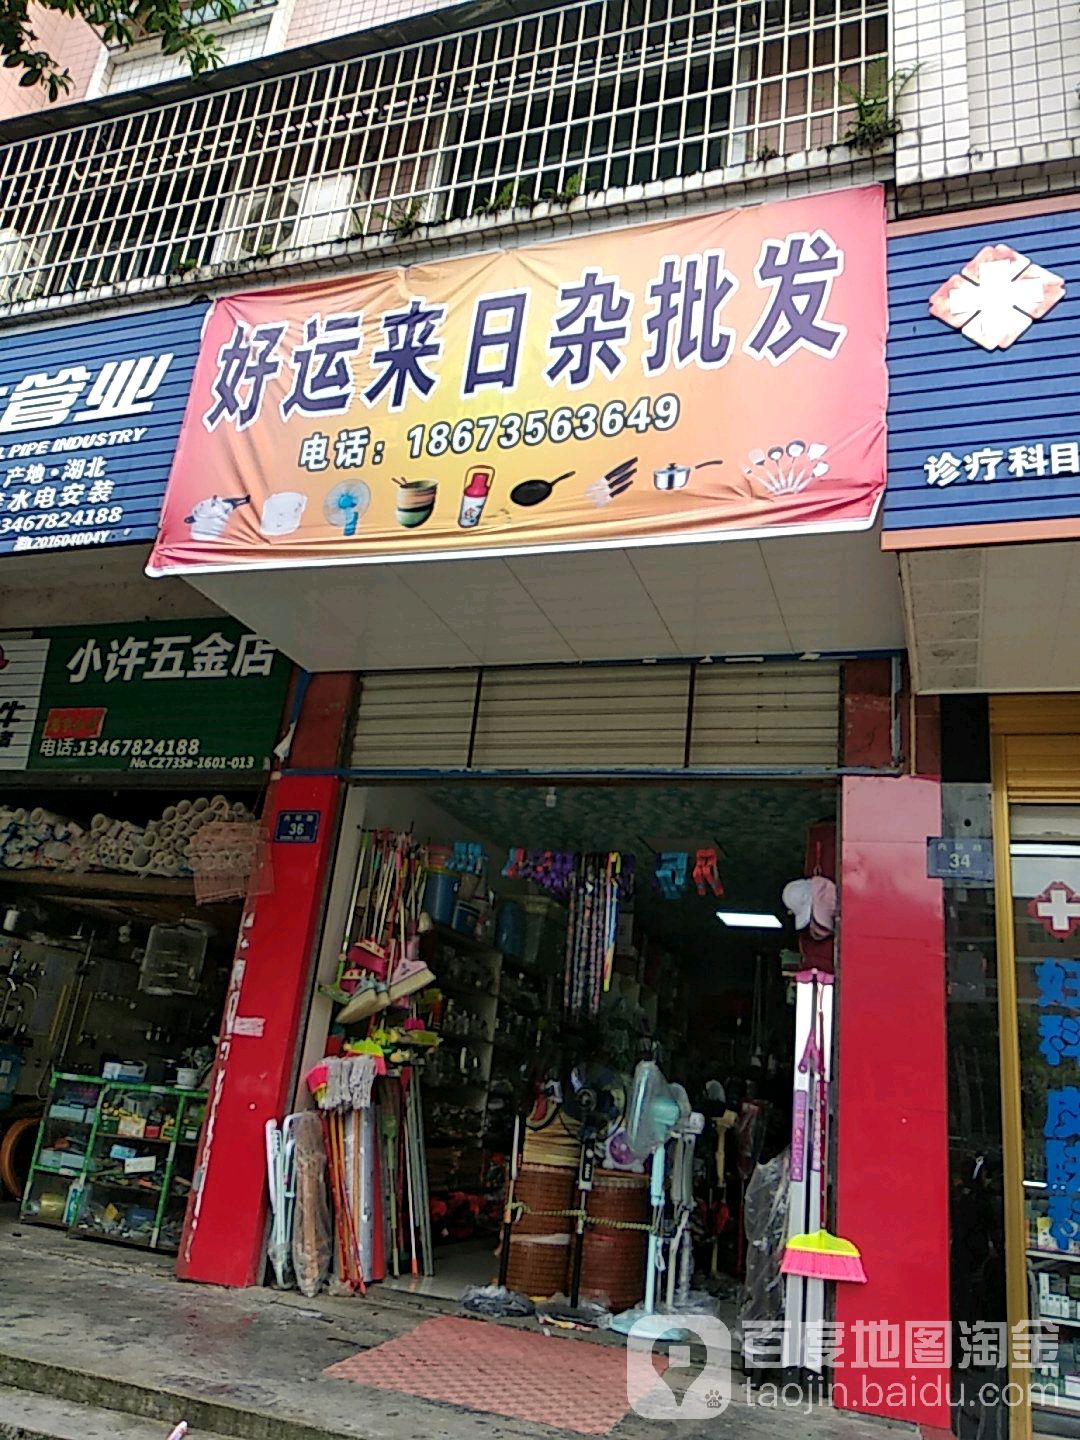 好运来日杂批发
电话：18673563649
管业
PIPE INDUSTRY
产地·湖北
水电安装
13467824188
诊疗科目
小许五金店
电话:13467824188
No.CZ735a-1601-013
36
34
百度地图淘金
taojin.baidu.com